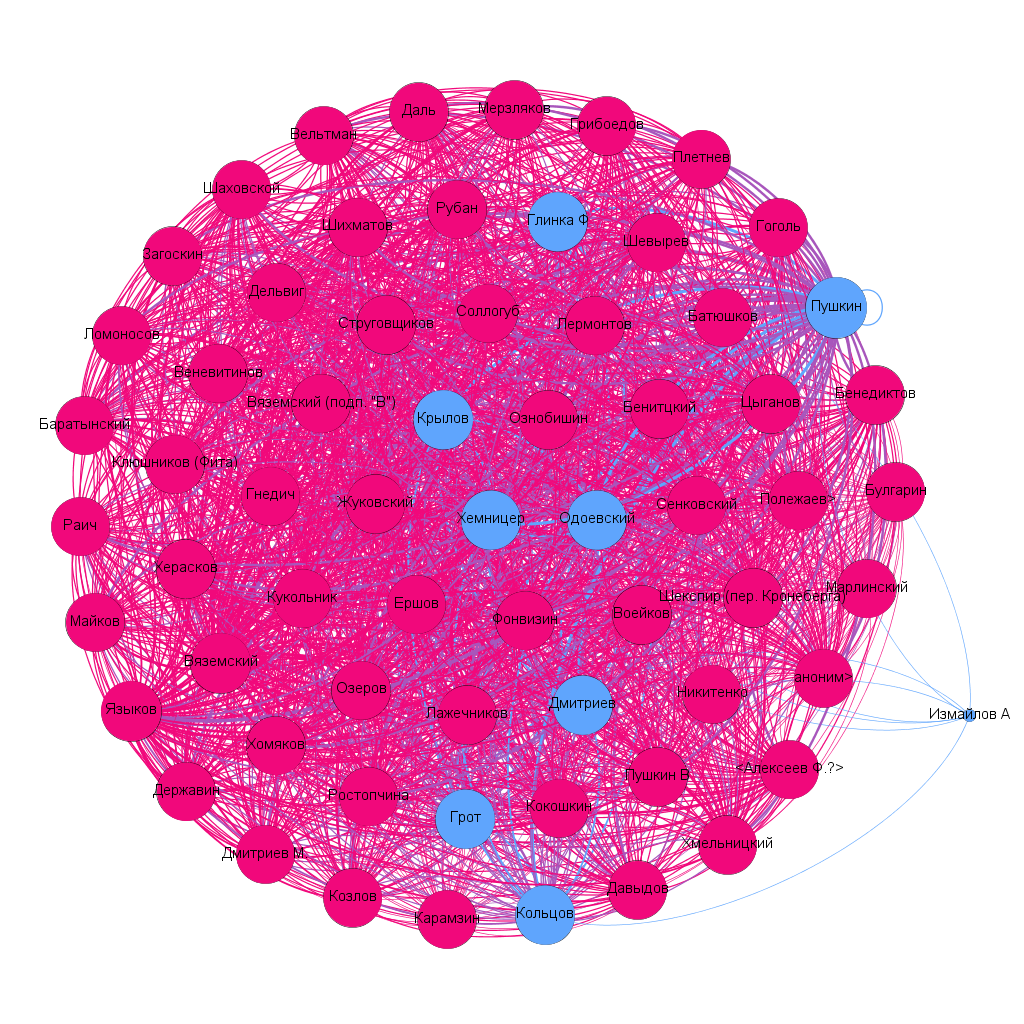 Даль
Мерзляков
Грибоедов
Вельтман
Плетнев
Шаховской
Рубан
Глинка Ф
Шихматов
Шевырев
Гоголь
Загоскин
Дельвиг
Пушкин
Соллогуб
Струговщиков
Лермонтов
Батюшков
Ломоносов
Веневитинов
Бенедиктов
Вяземский (подп. "В")
Цыганов
Бенитцкий
Крылов
Ознобишин
Баратынский
Клюшников (Фита)
Булгарин
Гнедич
Полежаев>
Жуковский
Сенковский
Раич
Хемницер
Одоевский
Херасков
Марлинский
Кукольник
Шекспир (пер. Кронеберга)
Ершов
Воейков
Майков
Фонвизин
Вяземский
аноним>
Озеров
Никитенко
Дмитриев
Языков
Лажечников
Измайлов А
Хомяков
<Алексеев Ф.?>
Пушкин В
Державин
Ростопчина
Кокошкин
Грот
Хмельницкий
Дмитриев М
Давыдов
Козлов
Кольцов
Карамзин